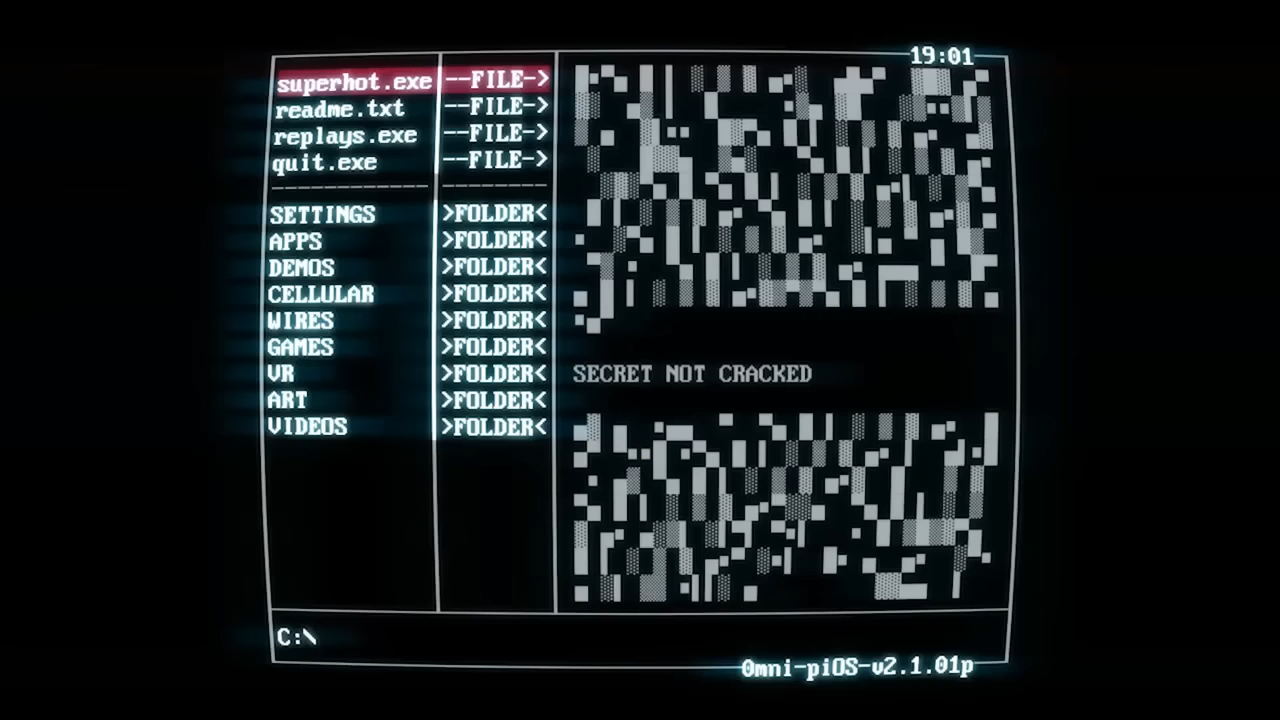 19:01
superhot.exe --FILE->
readme.txt --FILE->
replays.exe --FILE->
quit.exe --FILE->
------------ --------
SETTINGS >FOLDER<
APPS >FOLDER<
DEMOS >FOLDER<
CELLULAR >FOLDER<
WIRES >FOLDER<
GAMES >FOLDER<
VR >FOLDER<
ART >FOLDER<
VIDEOS >FOLDER<
SECRET NOT CRACKED
C:\
0mni-piOS-v2.1.01p